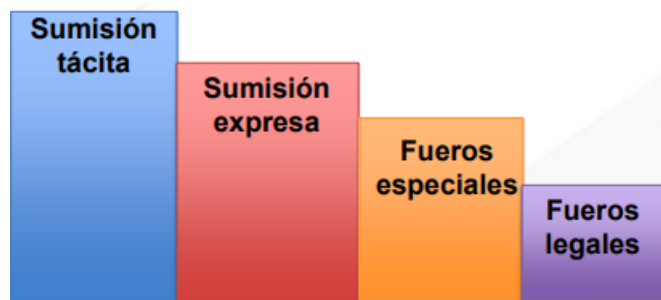 Sumisión
tácita
Sumisión
expresa
Fueros
especiales
Fueros
legales